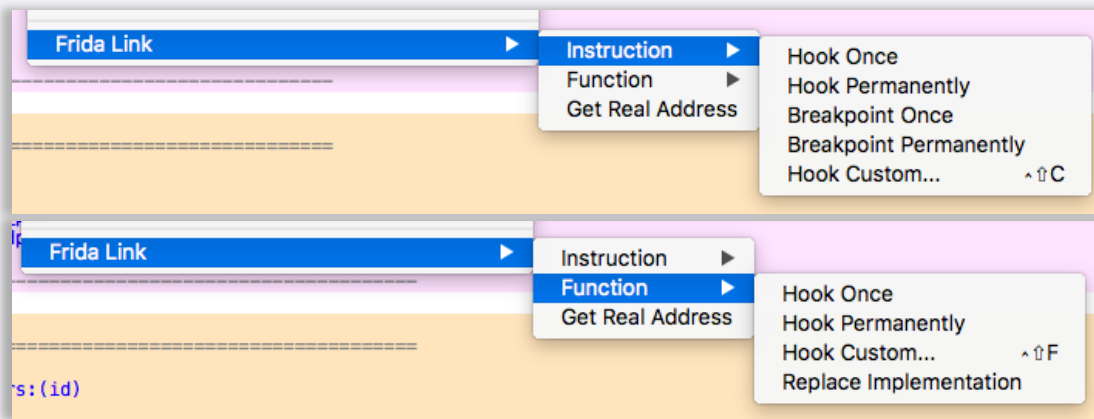 Frida Link
Instruction
Function
Get Real Address
Hook Once
Hook Permanently
Breakpoint Once
Breakpoint Permanently
Hook Custom... ⌃⇧C
==============================
==============================
Frida Link
Instruction
Function
Get Real Address
Hook Once
Hook Permanently
Hook Custom... ⌃⇧F
Replace Implementation
======================================
======================================
rs:(id)